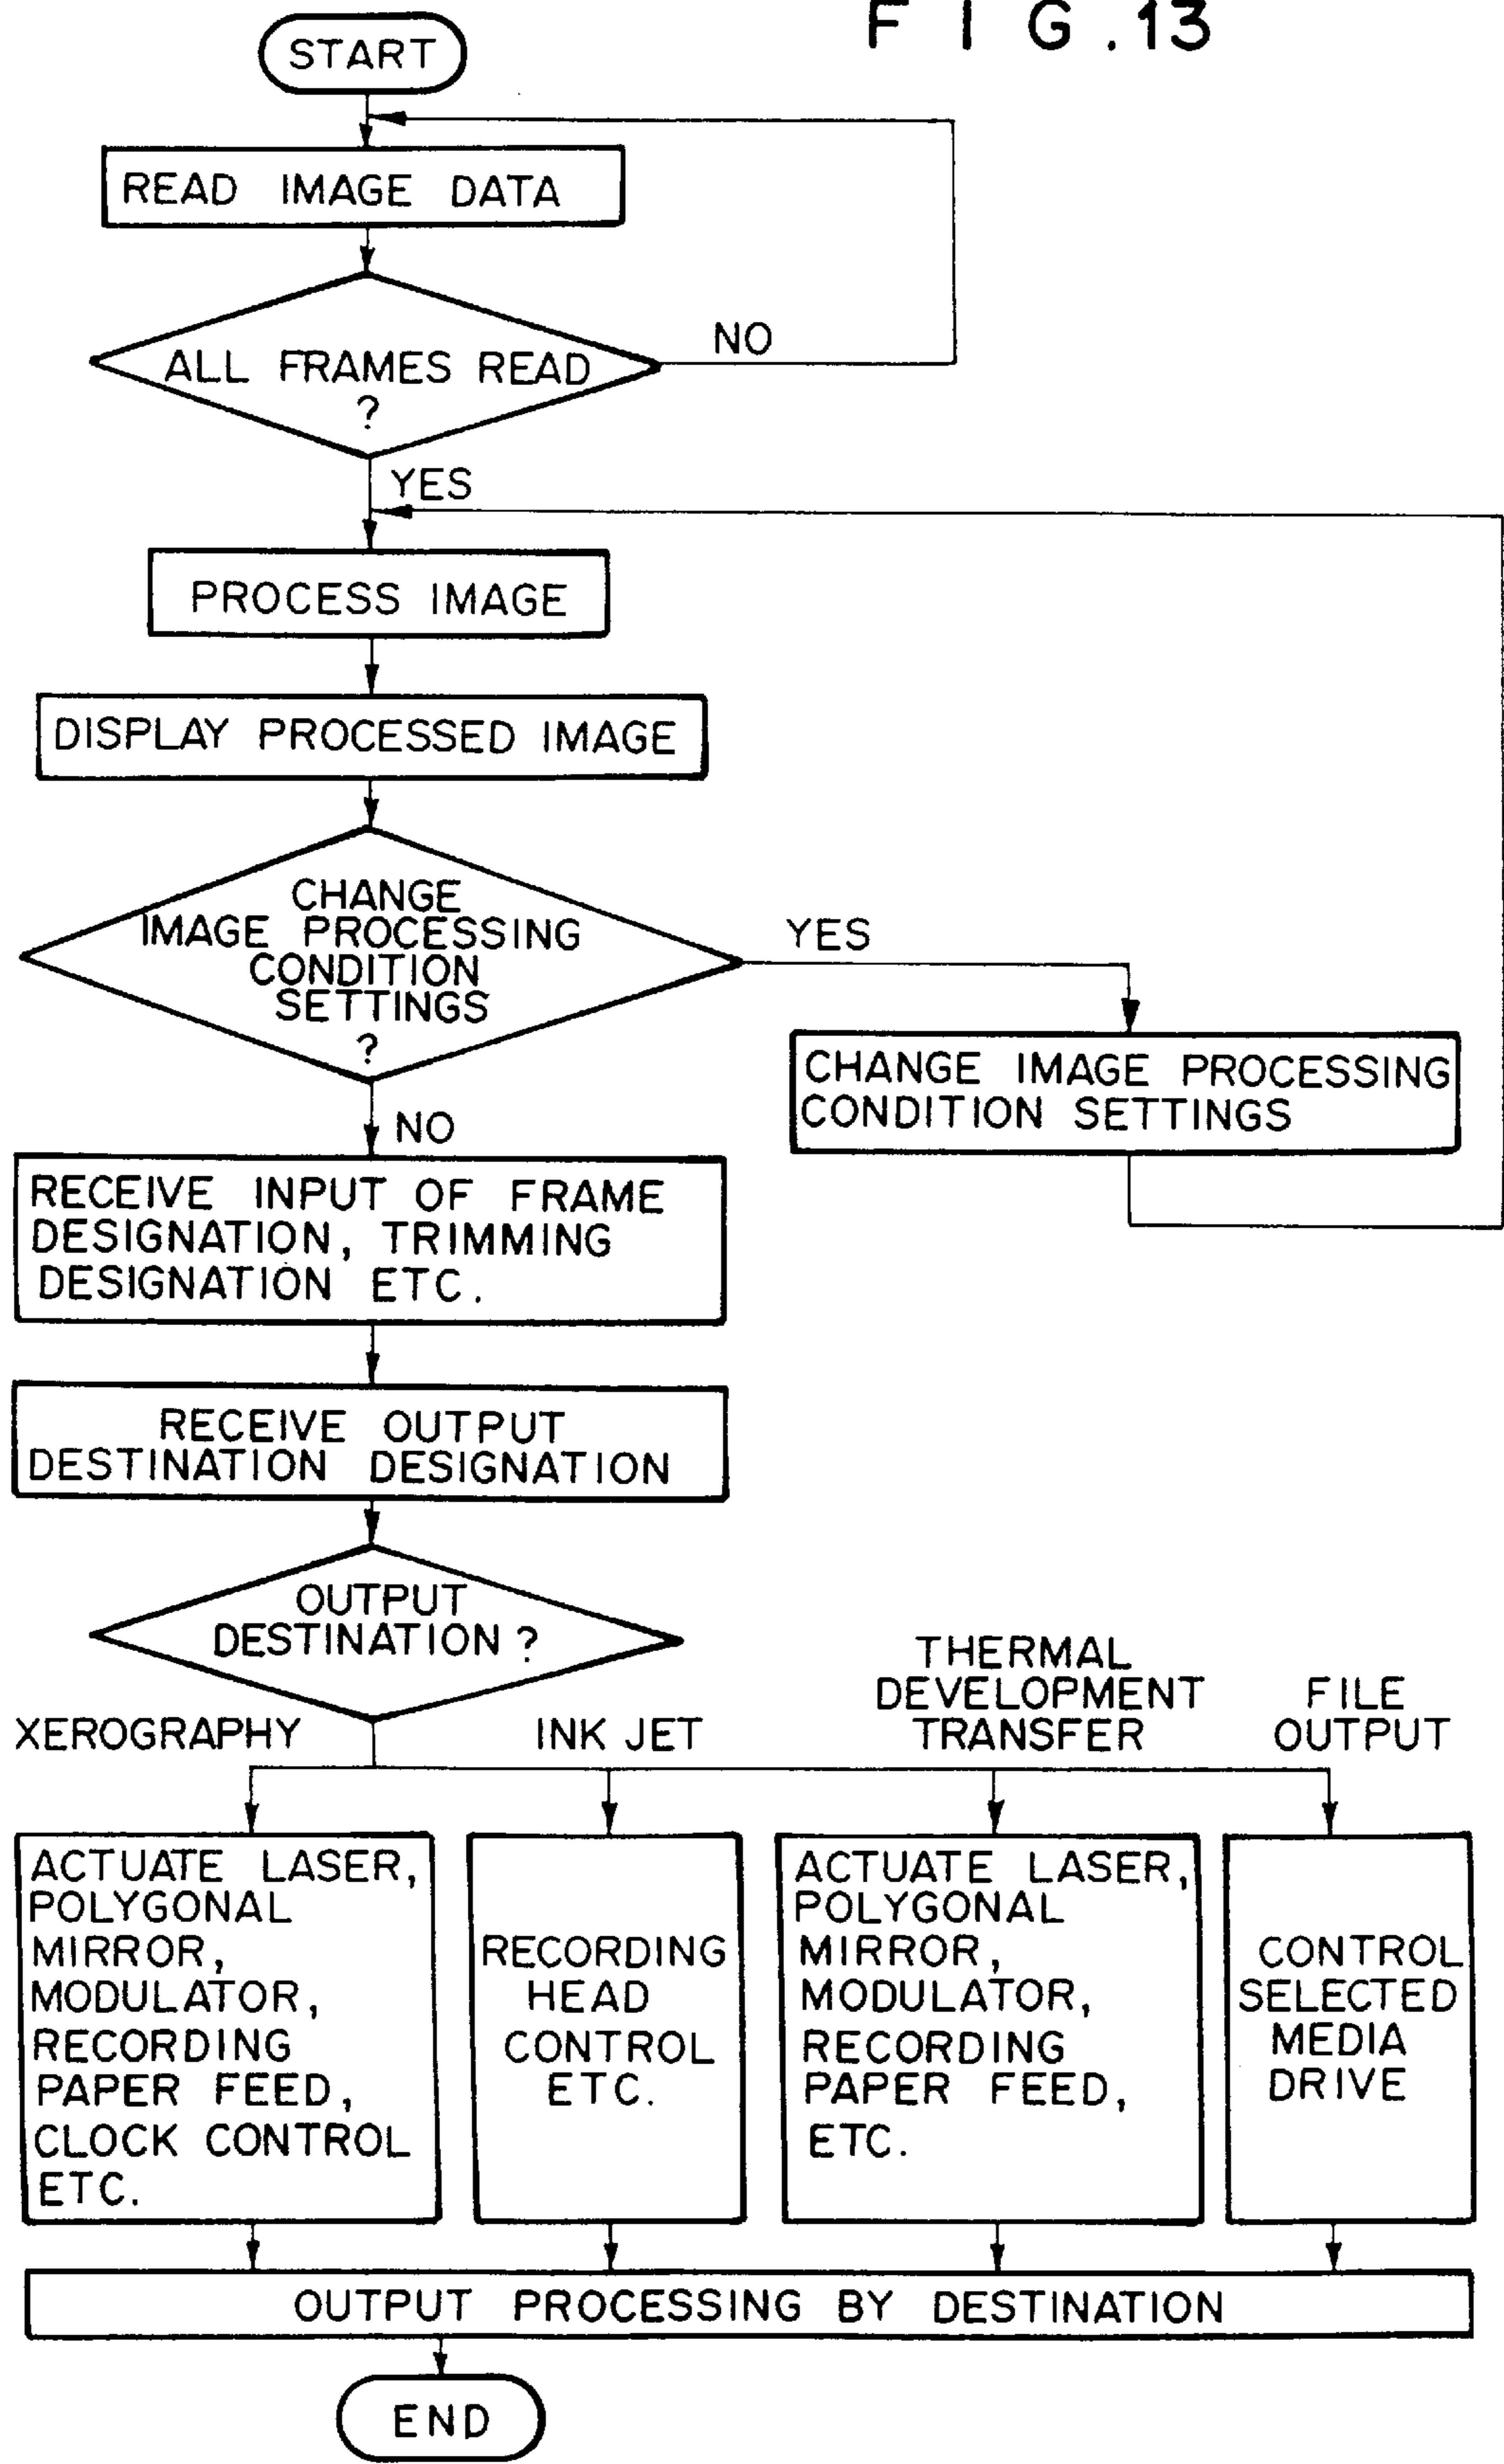 FIG.13
START
READ IMAGE DATA
ALL FRAMES READ
?
NO
YES
PROCESS IMAGE
DISPLAY PROCESSED IMAGE
CHANGE
IMAGE PROCESSING
CONDITION
SETTINGS
?
YES
CHANGE IMAGE PROCESSING
CONDITION SETTINGS
NO
RECEIVE INPUT OF FRAME
DESIGNATION, TRIMMING
DESIGNATION ETC.
RECEIVE OUTPUT
DESTINATION DESIGNATION
OUTPUT
DESTINATION ?
XEROGRAPHY
INK JET
THERMAL
DEVELOPMENT
TRANSFER
FILE
OUTPUT
ACTUATE LASER,
POLYGONAL
MIRROR,
MODULATOR,
RECORDING
PAPER FEED,
CLOCK CONTROL
ETC.
RECORDING
HEAD
CONTROL
ETC.
ACTUATE LASER,
POLYGONAL
MIRROR,
MODULATOR,
RECORDING
PAPER FEED,
ETC.
CONTROL
SELECTED
MEDIA
DRIVE
OUTPUT PROCESSING BY DESTINATION
END